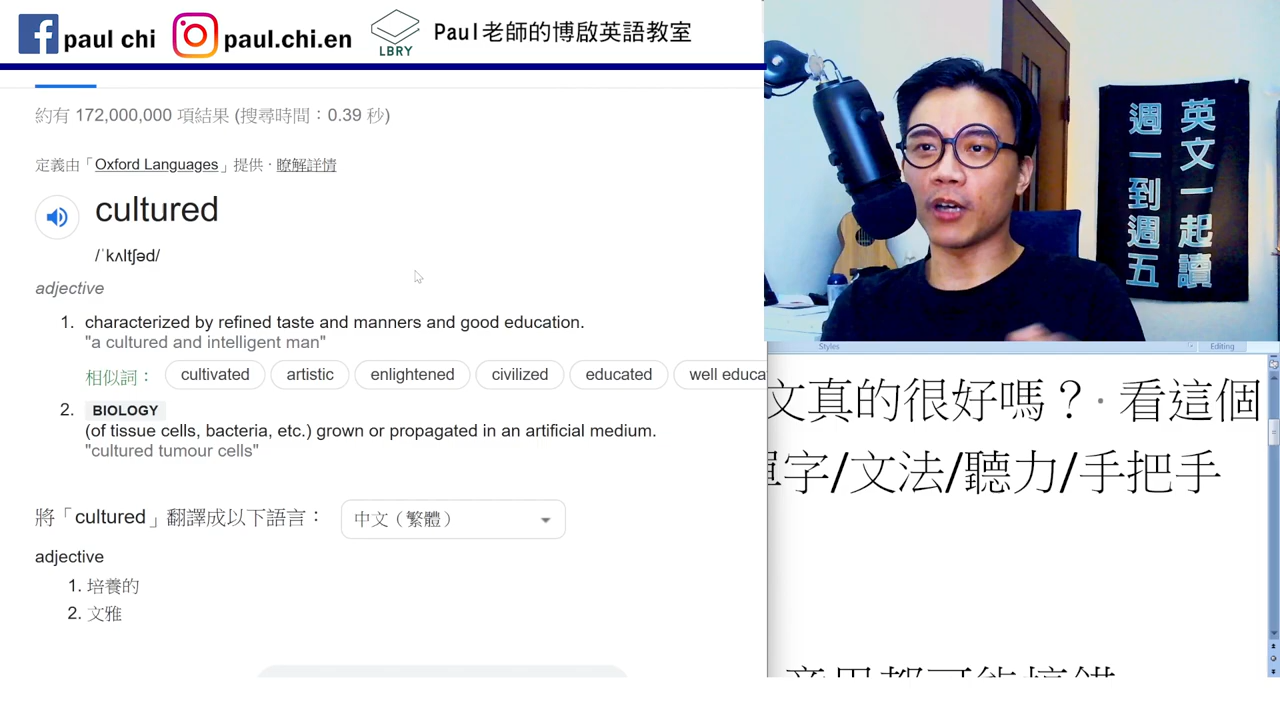 paul chi
paul.chi.en
LBRY
Paul老師的博啟英語教室
約有 172,000,000 項結果 (搜尋時間：0.39 秒)
定義由「Oxford Languages」提供 · 瞭解詳情
cultured
/ˈkʌltʃəd/
adjective
1. characterized by refined taste and manners and good education.
"a cultured and intelligent man"
相似詞： cultivated artistic enlightened civilized educated well educa
2. BIOLOGY
(of tissue cells, bacteria, etc.) grown or propagated in an artificial medium.
"cultured tumour cells"
將「cultured」翻譯成以下語言： 中文（繁體）
adjective
1. 培養的
2. 文雅
英文一起讀
週一到週五
Styles
Editing
文真的很好嗎？ 看這個
單字/文法/聽力/手把手